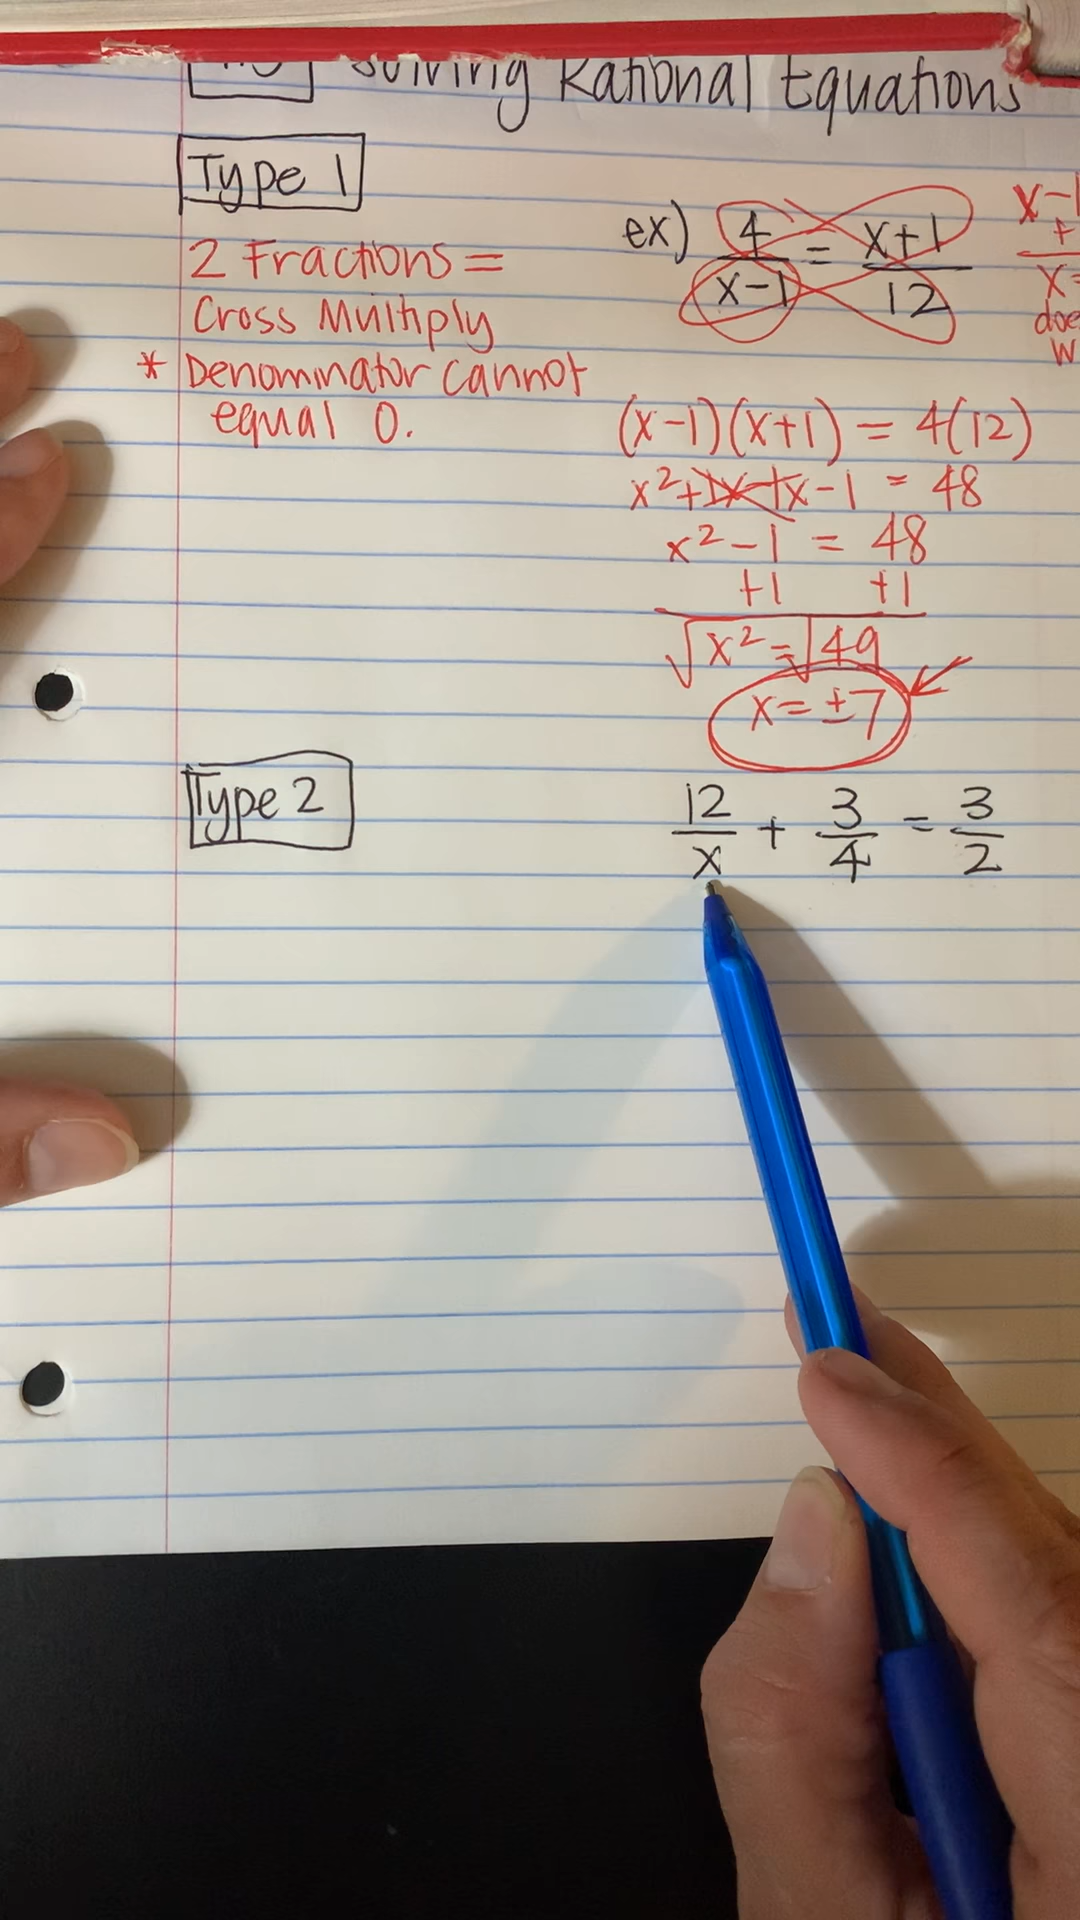 Solving Rational Equations
Type 1
2 Fractions =
Cross Multiply
* Denominator cannot
equal 0.
ex) 4/x-1 = x+1/12
x-1
+
x
doe
w
(x-1)(x+1) = 4(12)
x²+1x-1x-1 = 48
x²-1 = 48
+1 +1
√x² = √49
x = ±7
Type 2
12/x + 3/4 = 3/2